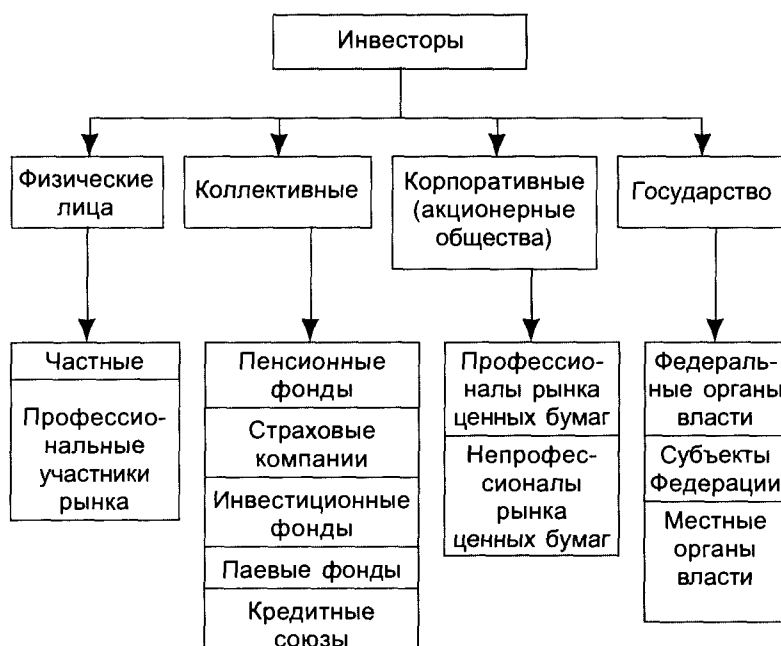 Инвесторы
Физические
лица
Коллективные
Корпоративные
(акционерные
общества)
Государство
Частные
Профессио-
нальные
участники
рынка
Пенсионные
фонды
Страховые
компании
Инвестиционные
фонды
Паевые фонды
Кредитные
союзы
Профессио-
налы рынка
ценных бумаг
Непрофес-
сионалы
рынка
ценных бумаг
Федераль-
ные органы
власти
Субъекты
Федерации
Местные
органы
власти